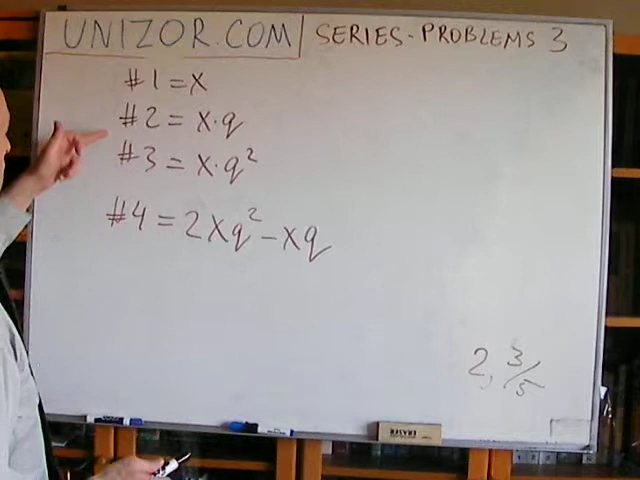 UNIZOR.COM | SERIES-PROBLEMS 3
#1 = x
#2 = x·q
#3 = x·q²
#4 = 2xq² - xq
2, 3/5